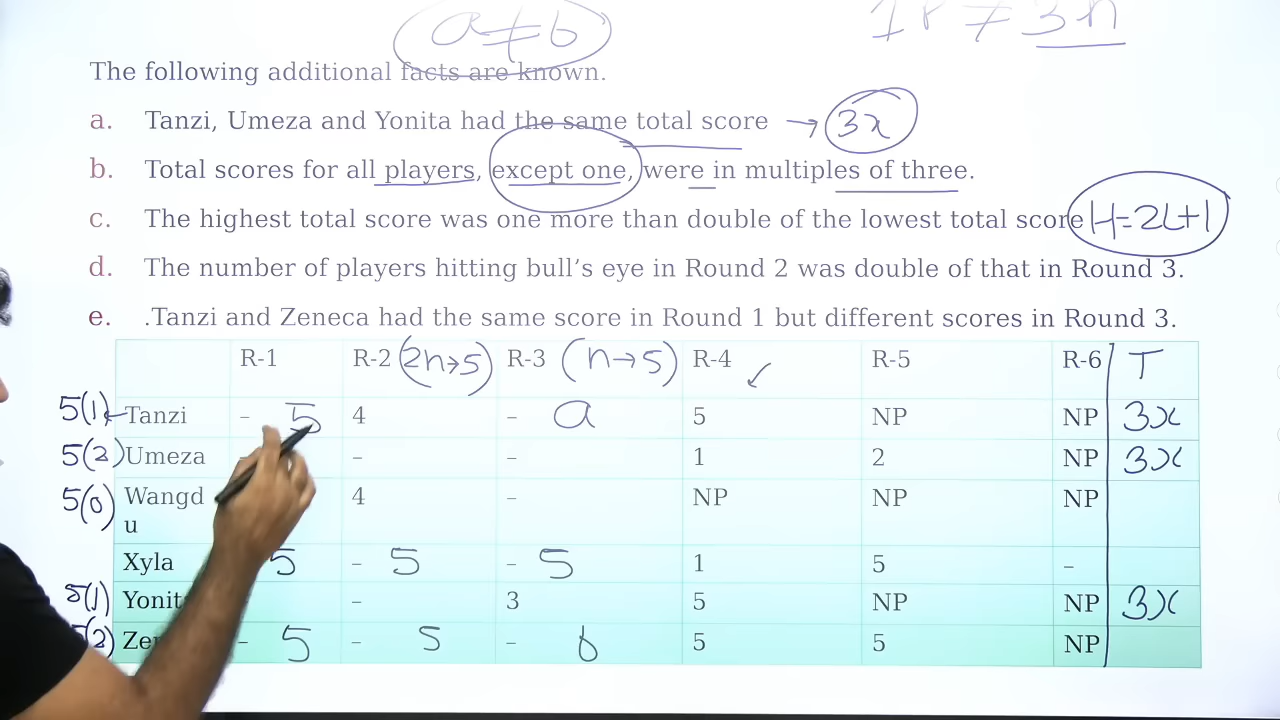 a≠b
The following additional facts are known.
a. Tanzi, Umeza and Yonita had the same total score → 3x
b. Total scores for all players, except one, were in multiples of three.
c. The highest total score was one more than double of the lowest total score H=2L+1
d. The number of players hitting bull's eye in Round 2 was double of that in Round 3.
e. .Tanzi and Zeneca had the same score in Round 1 but different scores in Round 3.
R-1 R-2 (2n→5) R-3 (n→5) R-4 R-5 R-6 T
5(1) Tanzi – 5 4 – a 5 NP NP 3x
5(2) Umeza – – – 1 2 NP 3x
5(0) Wangd 4 – NP NP NP
u
Xyla 5 – 5 – 5 1 5 –
5(1) Yonit – 3 5 NP NP 3x
(2) Ze – 5 – 5 – b 5 5 NP